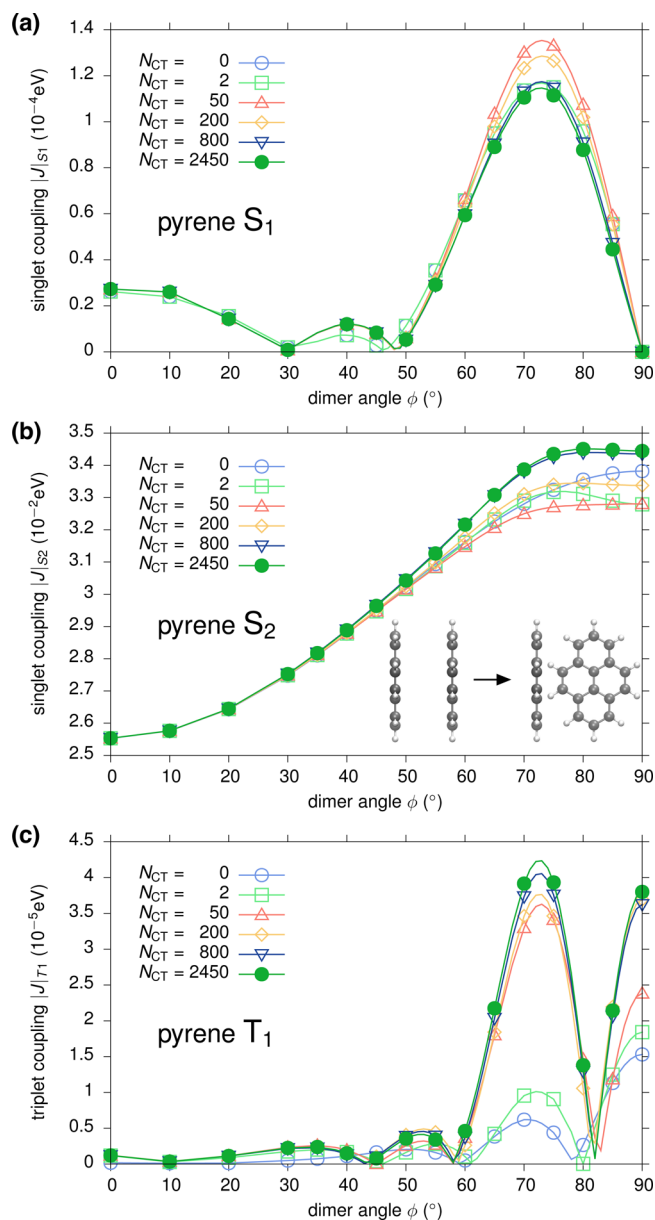 (a)
1.4
1.2
1
0.8
0.6
0.4
0.2
0
singlet coupling |J|S1 (10⁻⁴eV)
NCT = 0
NCT = 2
NCT = 50
NCT = 200
NCT = 800
NCT = 2450
pyrene S1
0 10 20 30 40 50 60 70 80 90
dimer angle ϕ (°)
(b)
3.5
3.4
3.3
3.2
3.1
3
2.9
2.8
2.7
2.6
2.5
singlet coupling |J|S2 (10⁻²eV)
NCT = 0
NCT = 2
NCT = 50
NCT = 200
NCT = 800
NCT = 2450
pyrene S2
0 10 20 30 40 50 60 70 80 90
dimer angle ϕ (°)
(c)
4.5
4
3.5
3
2.5
2
1.5
1
0.5
0
triplet coupling |J|T1 (10⁻⁵eV)
NCT = 0
NCT = 2
NCT = 50
NCT = 200
NCT = 800
NCT = 2450
pyrene T1
0 10 20 30 40 50 60 70 80 90
dimer angle ϕ (°)